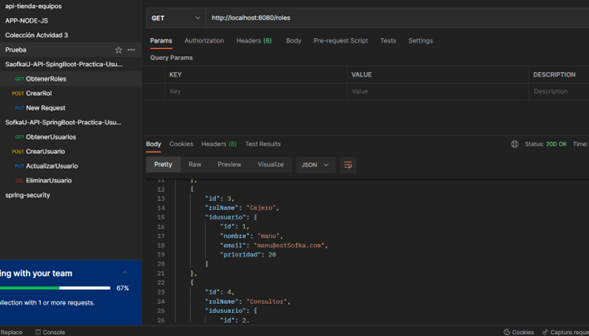 api-tienda-equipos
APP-NODE-JS
Colección Actvidad 3
Prueba
SaofkaU-API-SpingBoot-Practica-Usu...
GET ObtenerRoles
POST CrearRol
PUT New Request
SofkaU-API-SpringBoot-Practica-Usu...
GET ObtenerUsuarios
POST CrearUsuario
PUT ActualizarUsuario
DEL EliminarUsuario
spring-security
ng with your team
67%
ollection with 1 or more requests.
Replace
Console
GET
http://localhost:8080/roles
Params
Authorization
Headers (8)
Body
Pre-request Script
Tests
Settings
Query Params
KEY
VALUE
DESCRIPTION
Key
Value
Description
Body
Cookies
Headers (8)
Test Results
Status: 200 OK
Time:
Pretty
Raw
Preview
Visualize
JSON
11 },
12 {
13 "id": 3,
14 "rolName": "Cajero",
15 "idusuario": {
16 "id": 1,
17 "nombre": "manu",
18 "email": "manu@estSofka.com",
19 "prioridad": 20
20 }
21 },
22 {
23 "id": 4,
24 "rolName": "Consultor",
25 "idusuario": {
26 "id": 2,
Cookies
Capture reque